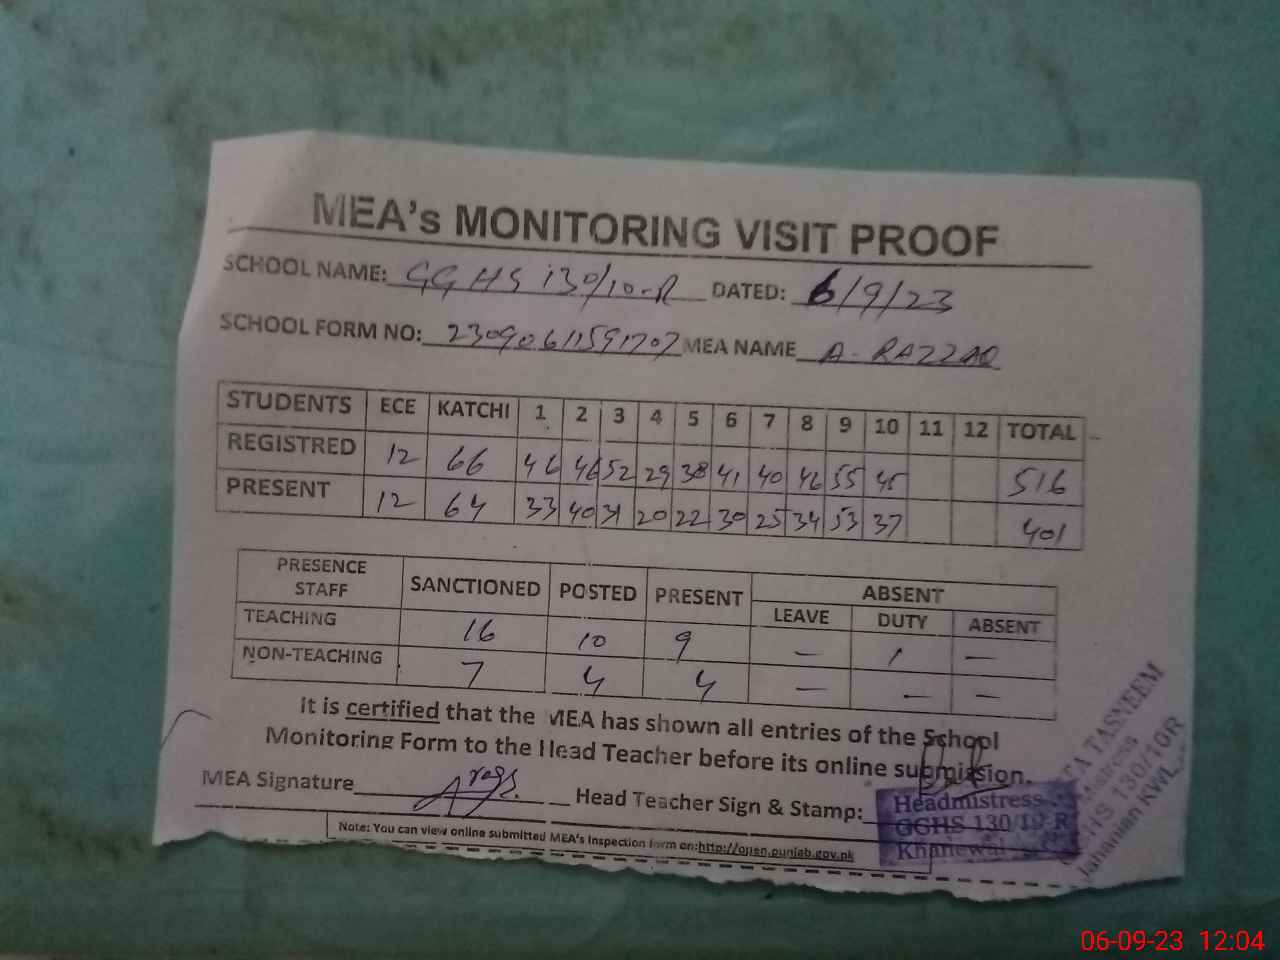 MEA's MONITORING VISIT PROOF
SCHOOL NAME: GGHS 130/10-R DATED: 6/9/23
SCHOOL FORM NO: 23090611591707 MEA NAME A. RAZZAQ
STUDENTS ECE KATCHI 1 2 3 4 5 6 7 8 9 10 11 12 TOTAL
REGISTRED 12 66 46 46 52 29 38 41 40 46 55 45 516
PRESENT 12 64 33 40 31 20 22 30 25 34 53 37 401
PRESENCE STAFF SANCTIONED POSTED PRESENT ABSENT
LEAVE DUTY ABSENT
TEACHING 16 10 9 — 1 —
NON-TEACHING 7 4 4 — — —
It is certified that the MEA has shown all entries of the School
Monitoring Form to the Head Teacher before its online submission.
MEA Signature Head Teacher Sign & Stamp:
Headmistress
GGHS 130/10-R
Khanewal
TASNEEM
130/10R
Jahanian KWL
Note: You can view online submitted MEA's Inspection form on:http://open.punjab.gov.pk
06-09-23 12:04